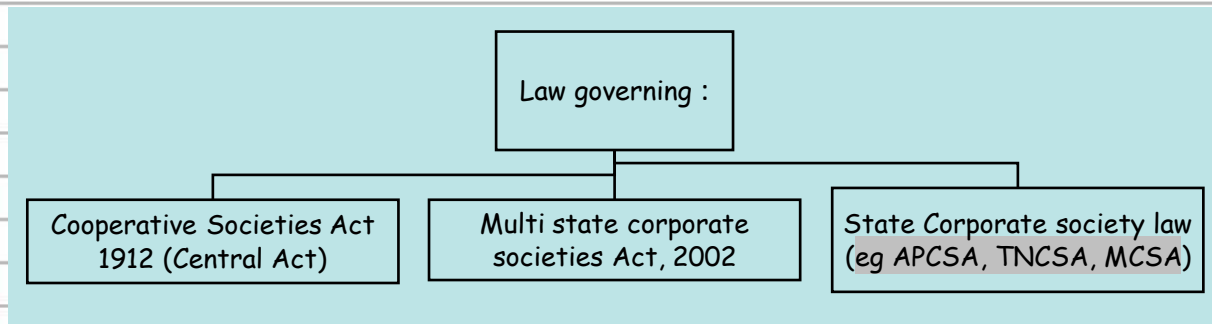 Law governing :
Cooperative Societies Act
1912 (Central Act)
Multi state corporate
societies Act, 2002
State Corporate society law
(eg APCSA, TNCSA, MCSA)